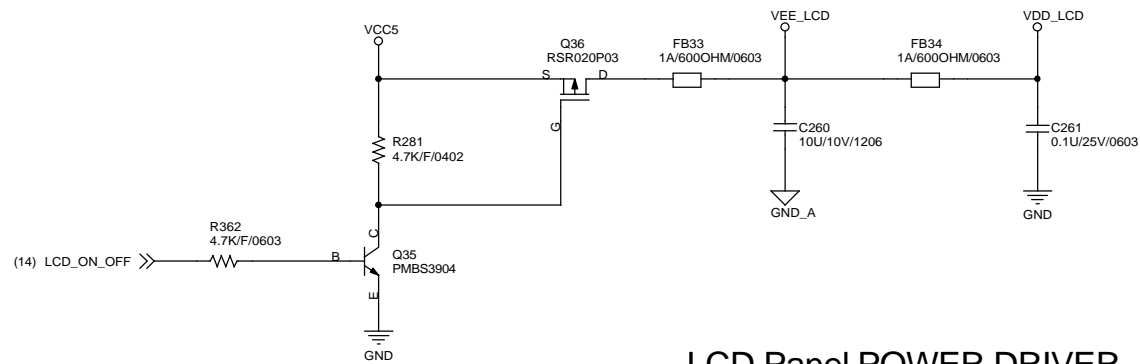 VCC5
Q36
RSR020P03
S
D
G
FB33
1A/600OHM/0603
VEE_LCD
FB34
1A/600OHM/0603
VDD_LCD
R281
4.7K/F/0402
C260
10U/10V/1206
GND_A
C261
0.1U/25V/0603
GND
R362
4.7K/F/0603
(14) LCD_ON_OFF
B
C
E
Q35
PMBS3904
GND
LCD Panel POWER DRIVER